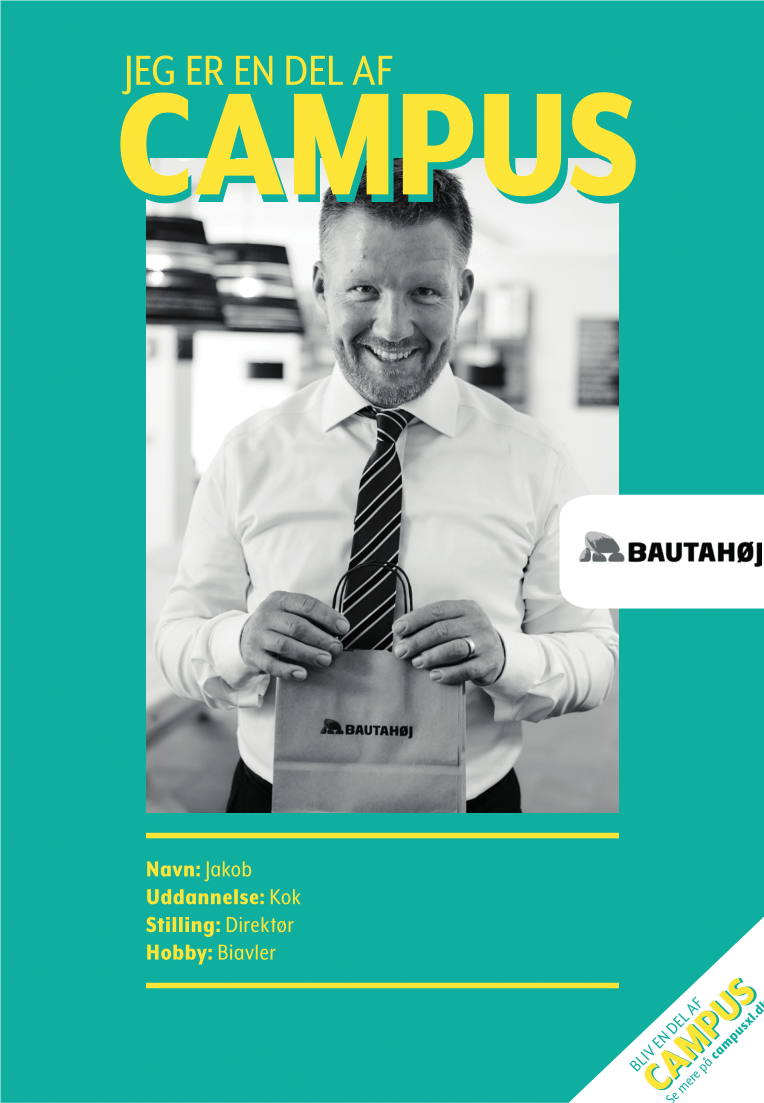 JEG ER EN DEL AF
CAMPUS
BAUTAHØJ
BAUTAHØJ
Navn: Jakob
Uddannelse: Kok
Stilling: Direktør
Hobby: Biavler
BLIV EN DEL AF
CAMPUS
Se mere på campusxl.dk